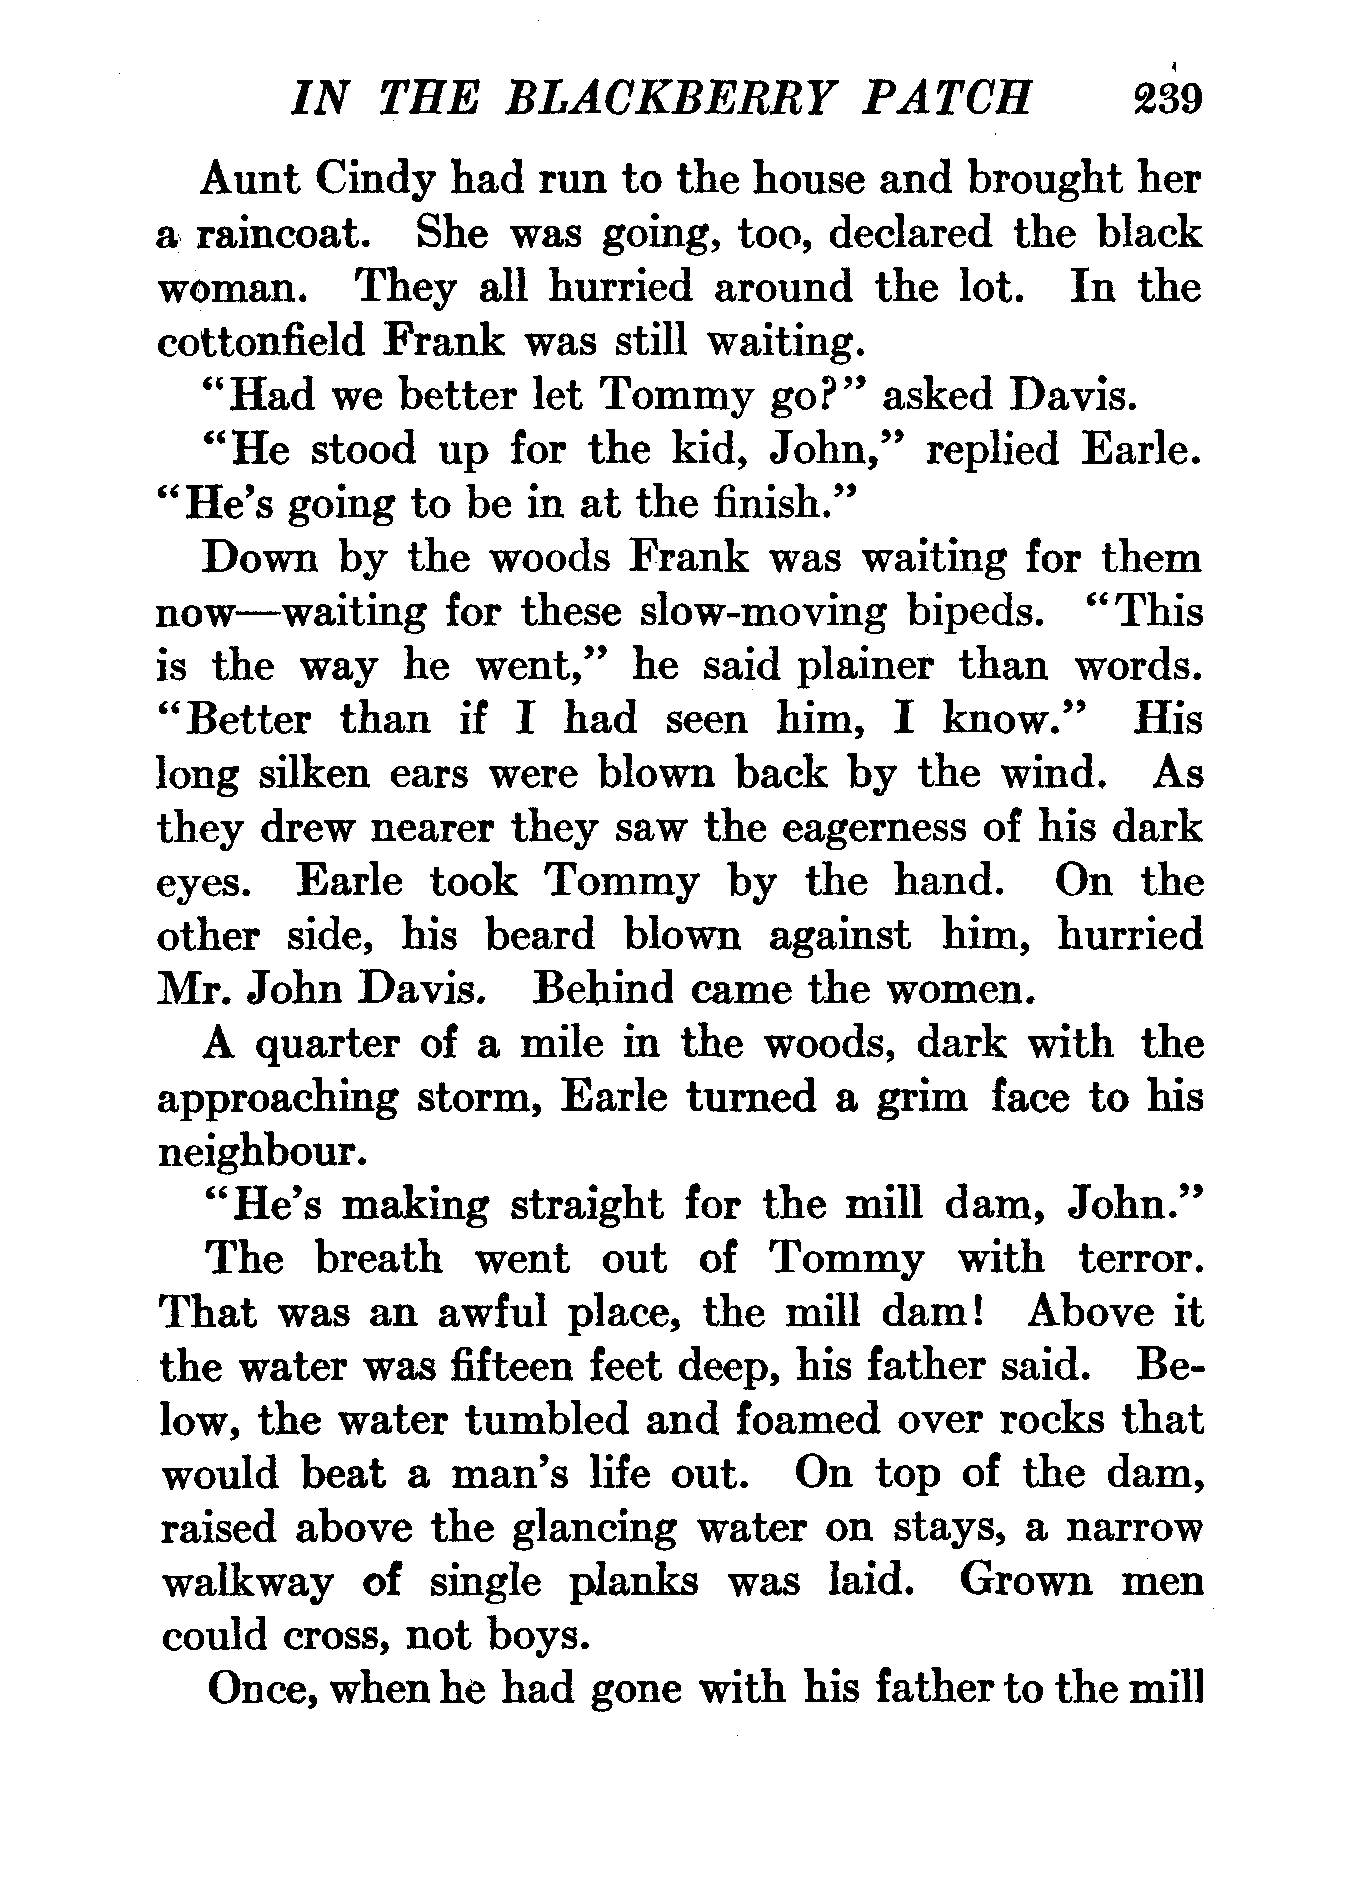 IN THE BLACKBERRY PATCH 239
Aunt Cindy had run to the house and brought her
a raincoat. She was going, too, declared the black
woman. They all hurried around the lot. In the
cottonfield Frank was still waiting.
"Had we better let Tommy go?" asked Davis.
"He stood up for the kid, John," replied Earle.
"He's going to be in at the finish."
Down by the woods Frank was waiting for them
now—waiting for these slow-moving bipeds. "This
is the way he went," he said plainer than words.
"Better than if I had seen him, I know." His
long silken ears were blown back by the wind. As
they drew nearer they saw the eagerness of his dark
eyes. Earle took Tommy by the hand. On the
other side, his beard blown against him, hurried
Mr. John Davis. Behind came the women.
A quarter of a mile in the woods, dark with the
approaching storm, Earle turned a grim face to his
neighbour.
"He's making straight for the mill dam, John."
The breath went out of Tommy with terror.
That was an awful place, the mill dam! Above it
the water was fifteen feet deep, his father said. Be-
low, the water tumbled and foamed over rocks that
would beat a man's life out. On top of the dam,
raised above the glancing water on stays, a narrow
walkway of single planks was laid. Grown men
could cross, not boys.
Once, when he had gone with his father to the mill